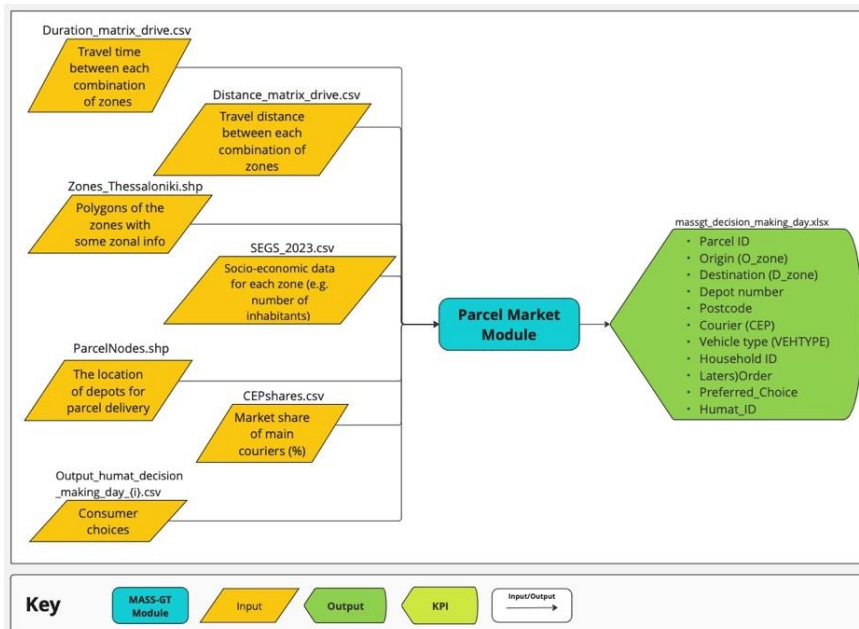 Duration_matrix_drive.csv
Travel time
between each
combination
of zones
Distance_matrix_drive.csv
Travel distance
between each
combination of
zones
Zones_Thessaloniki.shp
Polygons of the
zones with
some zonal info
SEGS_2023.csv
Socio-economic data
for each zone (e.g.
number of
inhabitants)
ParcelNodes.shp
The location
of depots for
parcel delivery
CEPshares.csv
Market share
of main
couriers (%)
Output_humat_decision
_making_day_{i}.csv
Consumer
choices
Parcel Market
Module
massgt_decision_making_day.xlsx
• Parcel ID
• Origin (O_zone)
• Destination (D_zone)
• Depot number
• Postcode
• Courier (CEP)
• Vehicle type (VEHTYPE)
• Household ID
• Laters)Order
• Preferred_Choice
• Humat_ID
Key
MASS-GT
Module
Input
Output
KPI
Input/Output